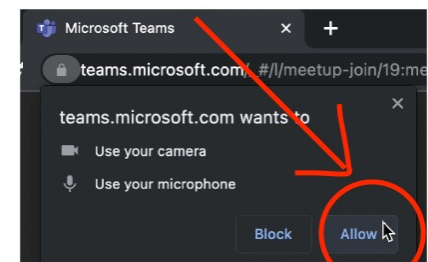 Microsoft Teams
teams.microsoft.com/_#/l/meetup-join/19:me
teams.microsoft.com wants to
Use your camera
Use your microphone
Block Allow